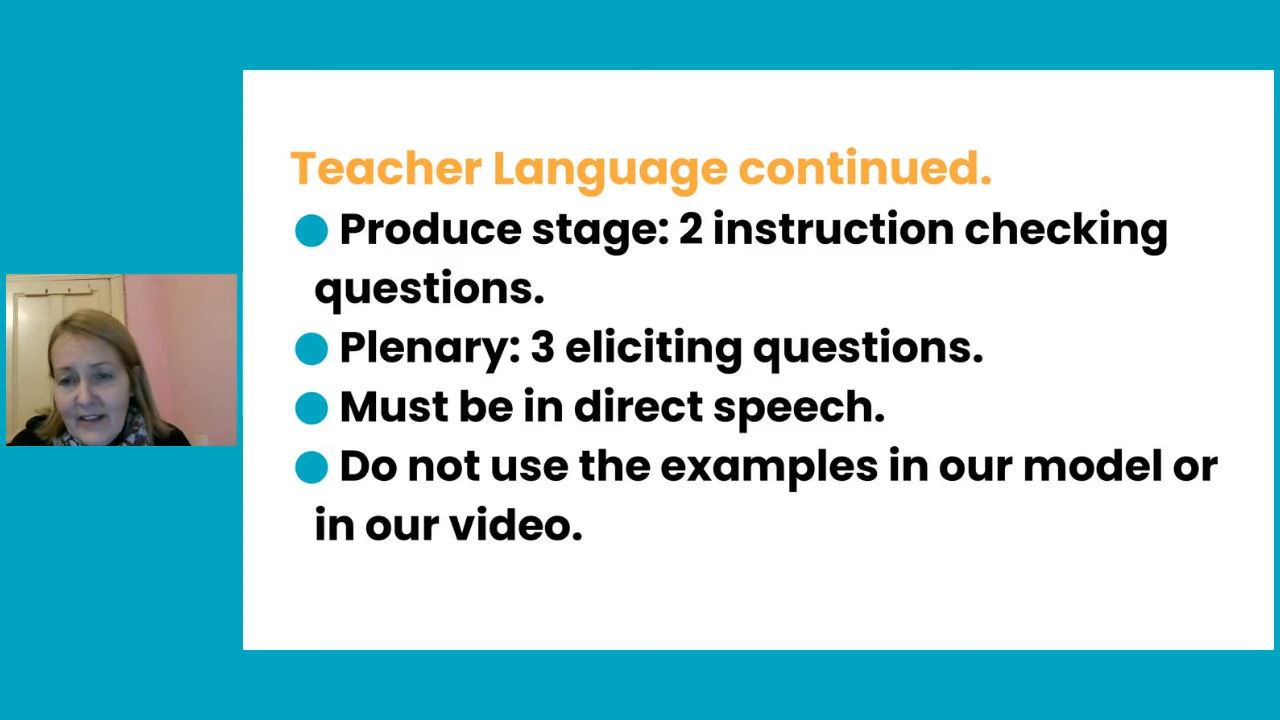 Teacher Language continued.
● Produce stage: 2 instruction checking
questions.
● Plenary: 3 eliciting questions.
● Must be in direct speech.
● Do not use the examples in our model or
in our video.